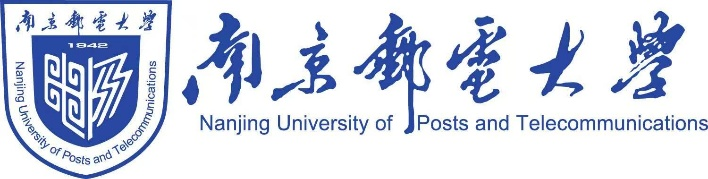 南京郵電大學
1942
Nanjing University of Posts and Telecommunications
南京郵電大學
Nanjing University of Posts and Telecommunications